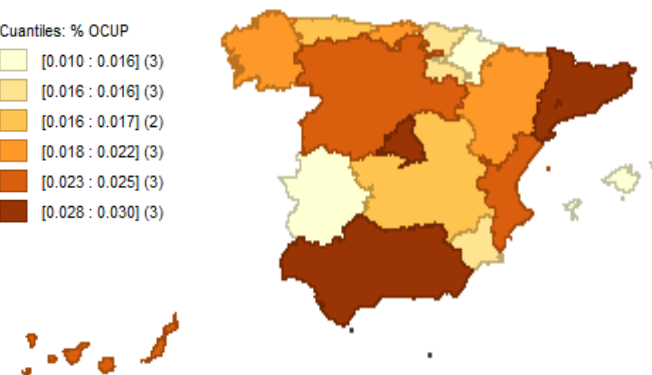 Cuantiles: % OCUP
[0.010 : 0.016] (3)
[0.016 : 0.016] (3)
[0.016 : 0.017] (2)
[0.018 : 0.022] (3)
[0.023 : 0.025] (3)
[0.028 : 0.030] (3)